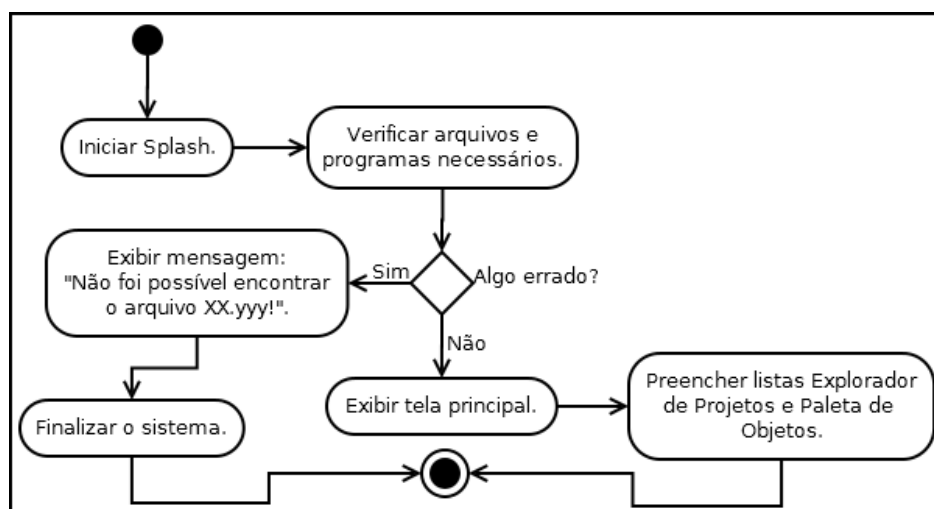 Iniciar Splash.
Verificar arquivos e
programas necessários.
Exibir mensagem:
"Não foi possível encontrar
o arquivo XX.yyy!".
Sim
Algo errado?
Não
Exibir tela principal.
Preencher listas Explorador
de Projetos e Paleta de
Objetos.
Finalizar o sistema.